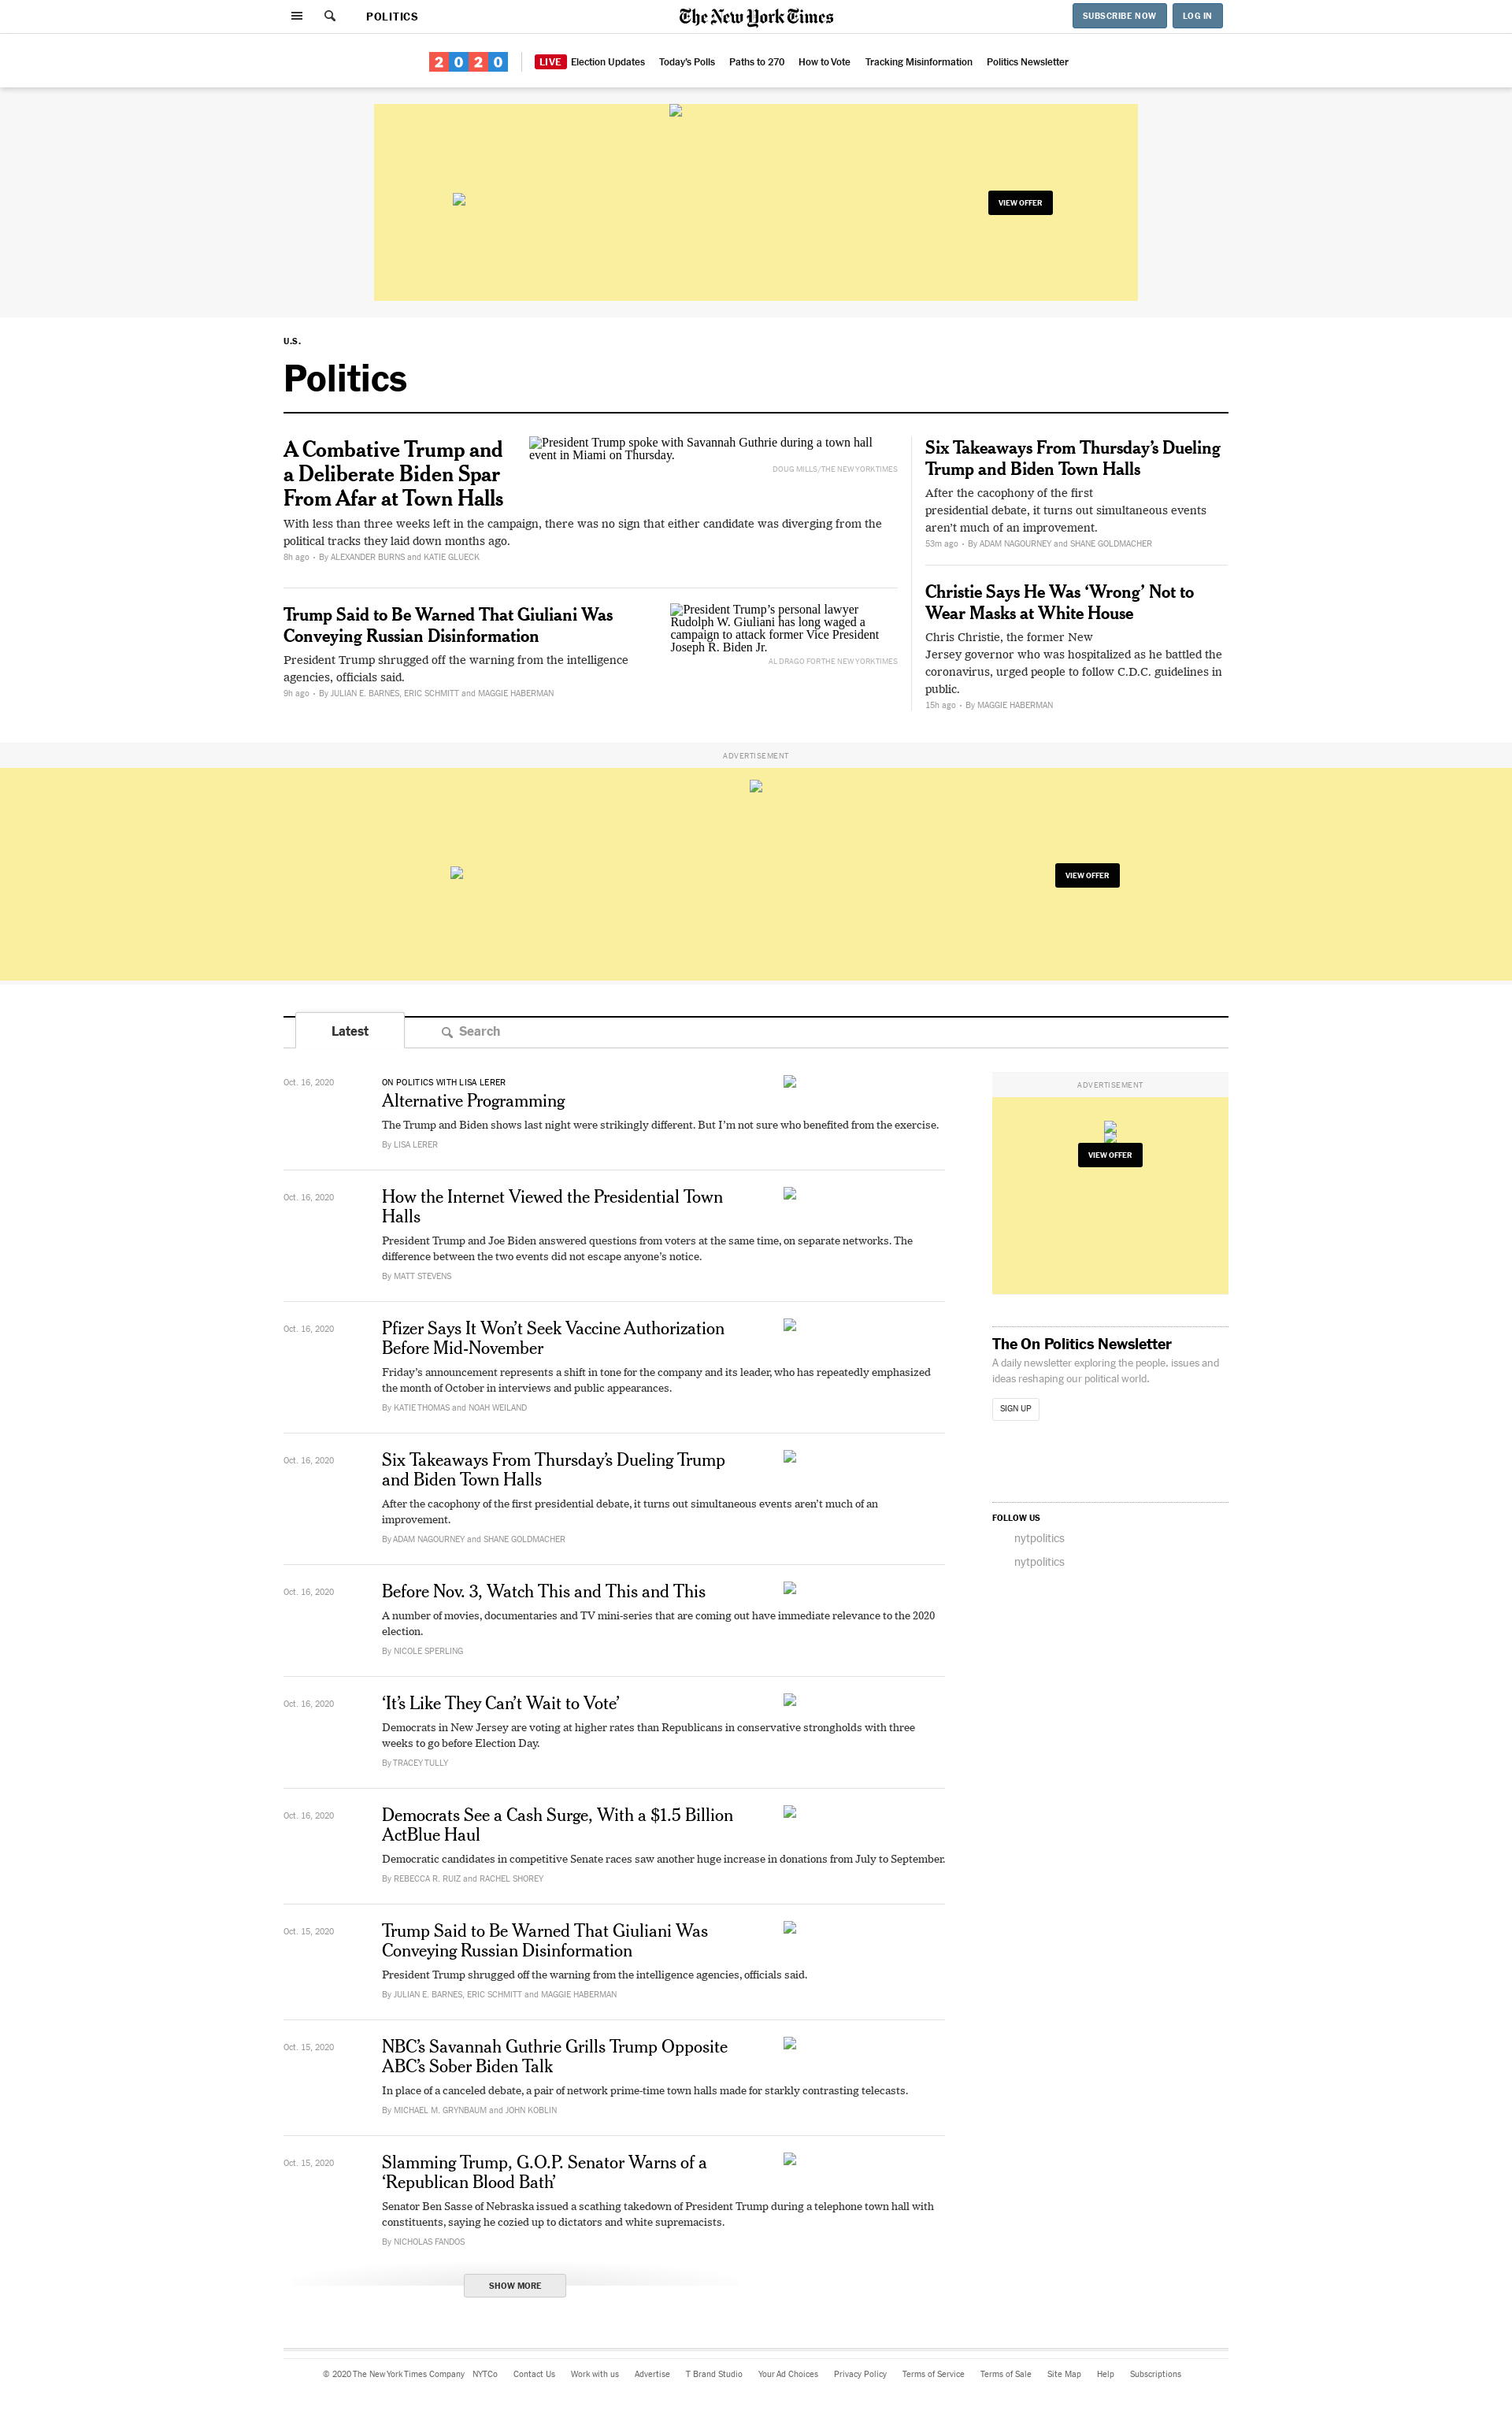 POLITICS
The New York Times
SUBSCRIBE NOW
LOG IN
2020
LIVE Election Updates
Today's Polls
Paths to 270
How to Vote
Tracking Misinformation
Politics Newsletter
VIEW OFFER
U.S.
Politics
A Combative Trump and
a Deliberate Biden Spar
From Afar at Town Halls
President Trump spoke with Savannah Guthrie during a town hall
event in Miami on Thursday.
DOUG MILLS/THE NEW YORK TIMES
With less than three weeks left in the campaign, there was no sign that either candidate was diverging from the
political tracks they laid down months ago.
8h ago • By ALEXANDER BURNS and KATIE GLUECK
Trump Said to Be Warned That Giuliani Was
Conveying Russian Disinformation
President Trump shrugged off the warning from the intelligence
agencies, officials said.
9h ago • By JULIAN E. BARNES, ERIC SCHMITT and MAGGIE HABERMAN
President Trump’s personal lawyer
Rudolph W. Giuliani has long waged a
campaign to attack former Vice President
Joseph R. Biden Jr.
AL DRAGO FOR THE NEW YORK TIMES
Six Takeaways From Thursday’s Dueling
Trump and Biden Town Halls
After the cacophony of the first
presidential debate, it turns out simultaneous events
aren’t much of an improvement.
53m ago • By ADAM NAGOURNEY and SHANE GOLDMACHER
Christie Says He Was ‘Wrong’ Not to
Wear Masks at White House
Chris Christie, the former New
Jersey governor who was hospitalized as he battled the
coronavirus, urged people to follow C.D.C. guidelines in
public.
15h ago • By MAGGIE HABERMAN
ADVERTISEMENT
VIEW OFFER
Latest
Search
Oct. 16, 2020
ON POLITICS WITH LISA LERER
Alternative Programming
The Trump and Biden shows last night were strikingly different. But I’m not sure who benefited from the exercise.
By LISA LERER
Oct. 16, 2020
How the Internet Viewed the Presidential Town
Halls
President Trump and Joe Biden answered questions from voters at the same time, on separate networks. The
difference between the two events did not escape anyone’s notice.
By MATT STEVENS
Oct. 16, 2020
Pfizer Says It Won’t Seek Vaccine Authorization
Before Mid-November
Friday’s announcement represents a shift in tone for the company and its leader, who has repeatedly emphasized
the month of October in interviews and public appearances.
By KATIE THOMAS and NOAH WEILAND
Oct. 16, 2020
Six Takeaways From Thursday’s Dueling Trump
and Biden Town Halls
After the cacophony of the first presidential debate, it turns out simultaneous events aren’t much of an
improvement.
By ADAM NAGOURNEY and SHANE GOLDMACHER
Oct. 16, 2020
Before Nov. 3, Watch This and This and This
A number of movies, documentaries and TV mini-series that are coming out have immediate relevance to the 2020
election.
By NICOLE SPERLING
Oct. 16, 2020
‘It’s Like They Can’t Wait to Vote’
Democrats in New Jersey are voting at higher rates than Republicans in conservative strongholds with three
weeks to go before Election Day.
By TRACEY TULLY
Oct. 16, 2020
Democrats See a Cash Surge, With a $1.5 Billion
ActBlue Haul
Democratic candidates in competitive Senate races saw another huge increase in donations from July to September.
By REBECCA R. RUIZ and RACHEL SHOREY
Oct. 15, 2020
Trump Said to Be Warned That Giuliani Was
Conveying Russian Disinformation
President Trump shrugged off the warning from the intelligence agencies, officials said.
By JULIAN E. BARNES, ERIC SCHMITT and MAGGIE HABERMAN
Oct. 15, 2020
NBC’s Savannah Guthrie Grills Trump Opposite
ABC’s Sober Biden Talk
In place of a canceled debate, a pair of network prime-time town halls made for starkly contrasting telecasts.
By MICHAEL M. GRYNBAUM and JOHN KOBLIN
Oct. 15, 2020
Slamming Trump, G.O.P. Senator Warns of a
‘Republican Blood Bath’
Senator Ben Sasse of Nebraska issued a scathing takedown of President Trump during a telephone town hall with
constituents, saying he cozied up to dictators and white supremacists.
By NICHOLAS FANDOS
SHOW MORE
ADVERTISEMENT
VIEW OFFER
The On Politics Newsletter
A daily newsletter exploring the people, issues and
ideas reshaping our political world.
SIGN UP
FOLLOW US
nytpolitics
nytpolitics
© 2020 The New York Times Company
NYTCo
Contact Us
Work with us
Advertise
T Brand Studio
Your Ad Choices
Privacy Policy
Terms of Service
Terms of Sale
Site Map
Help
Subscriptions